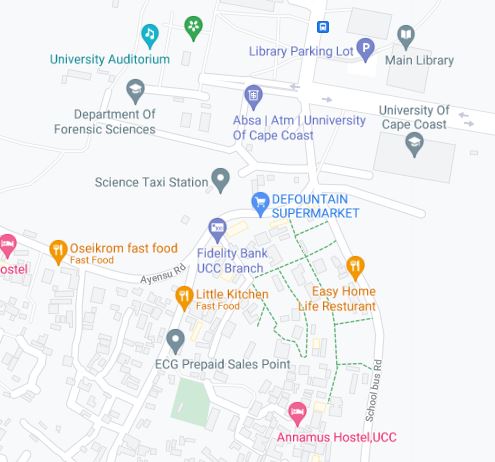 University Auditorium
Library Parking Lot
P
Main Library
Department Of
Forensic Sciences
Absa | Atm | Unniversity
Of Cape Coast
University Of
Cape Coast
Science Taxi Station
DEFOUNTAIN
SUPERMARKET
Oseikrom fast food
Fast Food
ostel
Fidelity Bank
UCC Branch
Ayensu Rd
Little Kitchen
Fast Food
Easy Home
Life Resturant
ECG Prepaid Sales Point
School bus Rd
Annamus Hostel,UCC